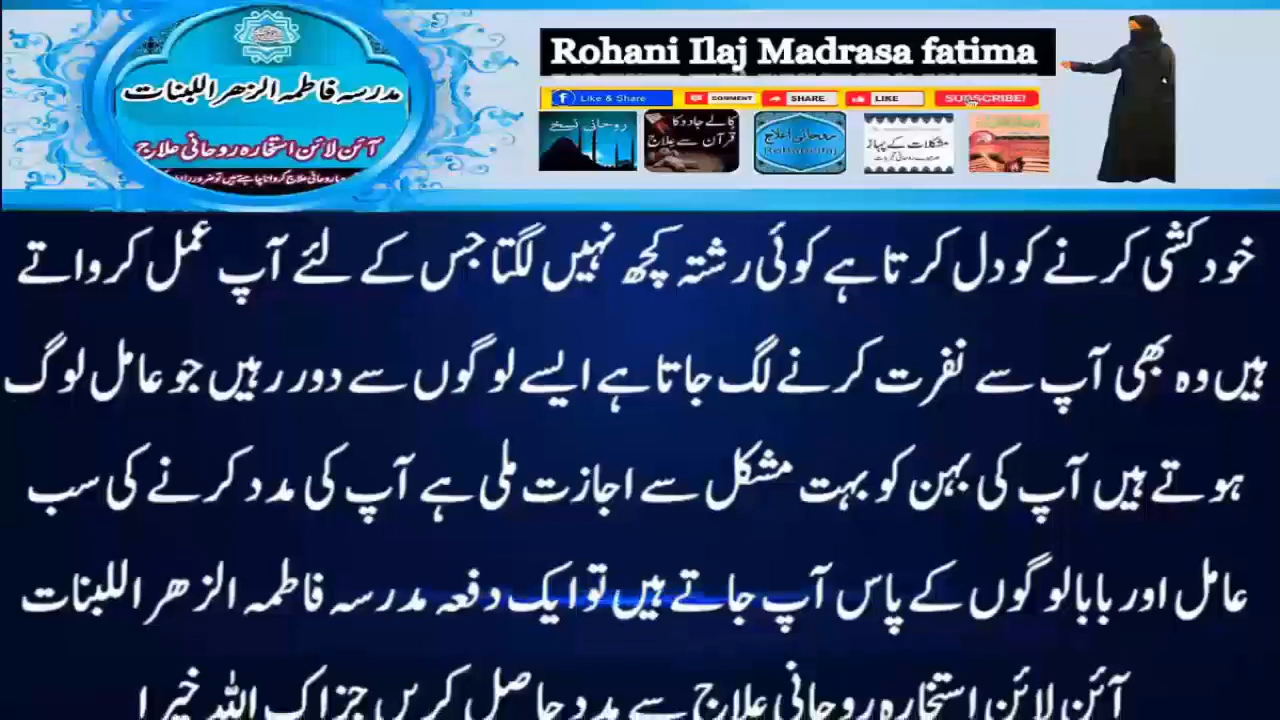 مدرسہ فاطمہ الزھراللبنات
آئن لائن استخارہ روحانی علاج
Rohani Ilaj Madrasa fatima
Like & Share
COMMENT
SHARE
LIKE
SUBSCRIBE!
روحانی نسخے
کالے جادو کا
قرآن سے علاج
روحانی علاج
مشکلات کے پہاڑ
خودکشی کرنے کو دل کرتا ہے کوئی رشتہ کچھ نہیں لگتا جس کے لئے آپ عمل کرواتے
ہیں وہ بھی آپ سے نفرت کرنے لگ جاتا ہے ایسے لوگوں سے دور رہیں جو عامل لوگ
ہوتے ہیں آپ کی بہن کو بہت مشکل سے اجازت ملی ہے آپ کی مدد کرنے کی سب
عامل اور بابا لوگوں کے پاس آپ جاتے ہیں تو ایک دفعہ مدرسہ فاطمہ الزھراللبنات
آئن لائن استخارہ روحانی علاج سے مدد حاصل کریں جزاک اللہ خیرا